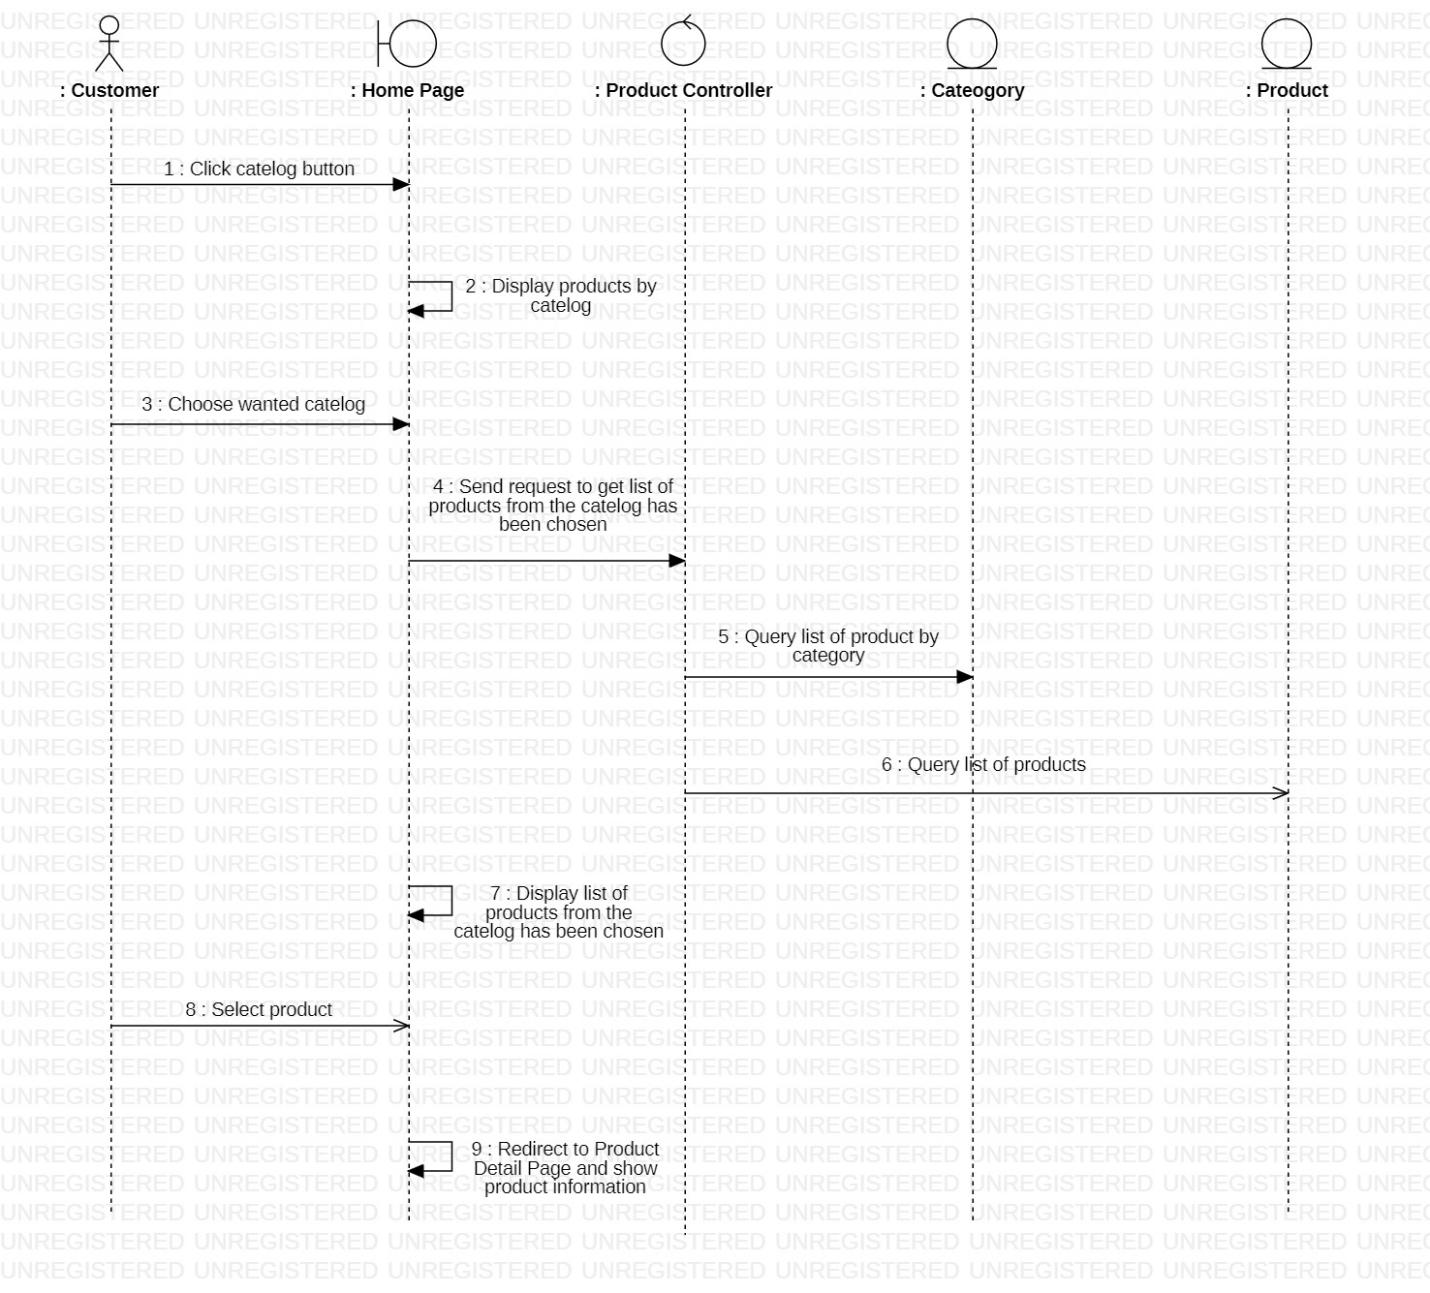 : Customer
: Home Page
: Product Controller
: Cateogory
: Product
1 : Click catelog button
2 : Display products by
catelog
3 : Choose wanted catelog
4 : Send request to get list of
products from the catelog has
been chosen
5 : Query list of product by
category
6 : Query list of products
7 : Display list of
products from the
catelog has been chosen
8 : Select product
9 : Redirect to Product
Detail Page and show
product information
UNREGISTERED